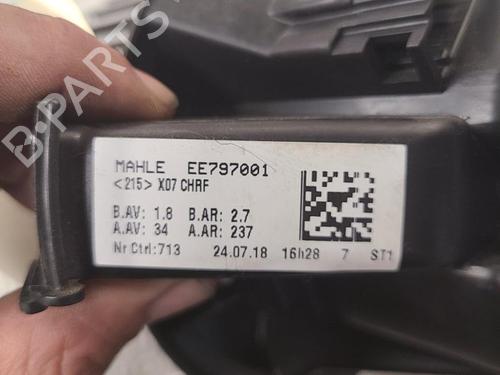 MAHLE EE797001
<215> X07 CHRF
B.AV: 1.8 B.AR: 2.7
A.AV: 34 A.AR: 237
Nr Ctrl:713 24.07.18 16h28 7 ST1
B-PARTS